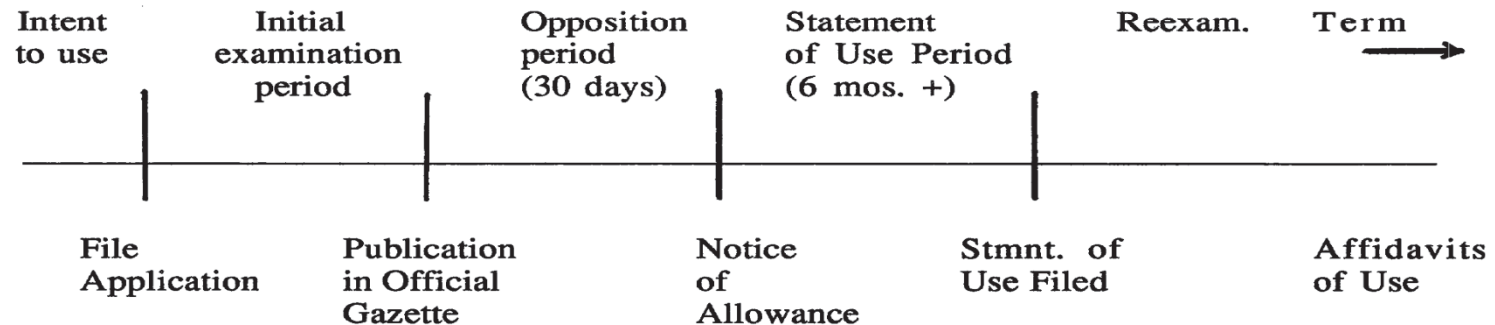 Intent
to use
Initial
examination
period
Opposition
period
(30 days)
Statement
of Use Period
(6 mos. +)
Reexam.
Term
File
Application
Publication
in Official
Gazette
Notice
of
Allowance
Stmnt. of
Use Filed
Affidavits
of Use